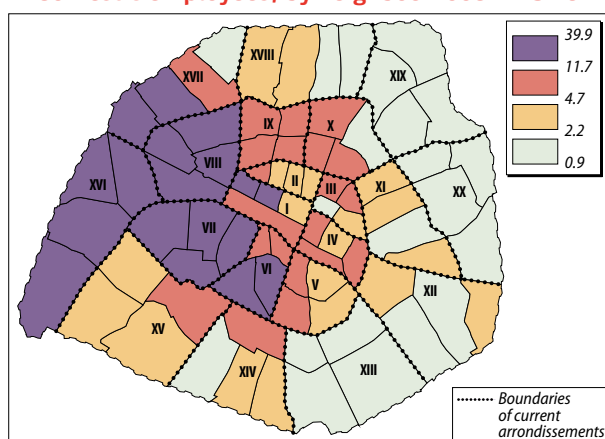 39.9
11.7
4.7
2.2
0.9
XVIII
XVII
XIX
IX
X
VIII
II
III
XI
XVI
I
XX
IV
VII
VI
V
XII
XV
XIV
XIII
Boundaries
of current
arrondissements